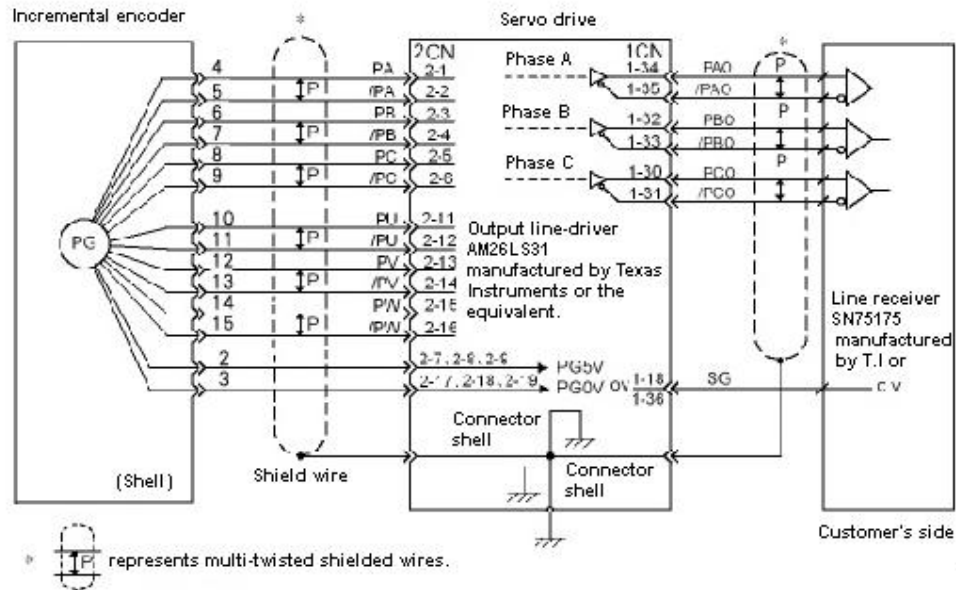 Incremental encoder
*
Servo drive
*
2CN
1CN
Phase A
4 P PA 2-1
1-34 PAO P
5 /PA 2-2
1-35 /PAO
6 P PB 2-3
Phase B
1-32 PBO P
7 /PB 2-4
1-33 /PBO
8 P PC 2-5
Phase C
1-30 PCO P
9 /PC 2-6
1-31 /PCO
PG
10 P PU 2-11
11 /PU 2-12
12 P PV 2-13
13 /PV 2-14
14 P PW 2-15
15 /PW 2-16
Output line-driver
AM26LS31
manufactured by Texas
Instruments or the
equivalent.
Line receiver
SN75175
manufactured
by T.I or
2 2-7, 2-8, 2-9 PG5V
3 2-17, 2-18, 2-19 PG0V 0V 1-18 SG
1-36
Connector
shell
Connector
shell
(Shell)
Shield wire
Customer's side
* P represents multi-twisted shielded wires.